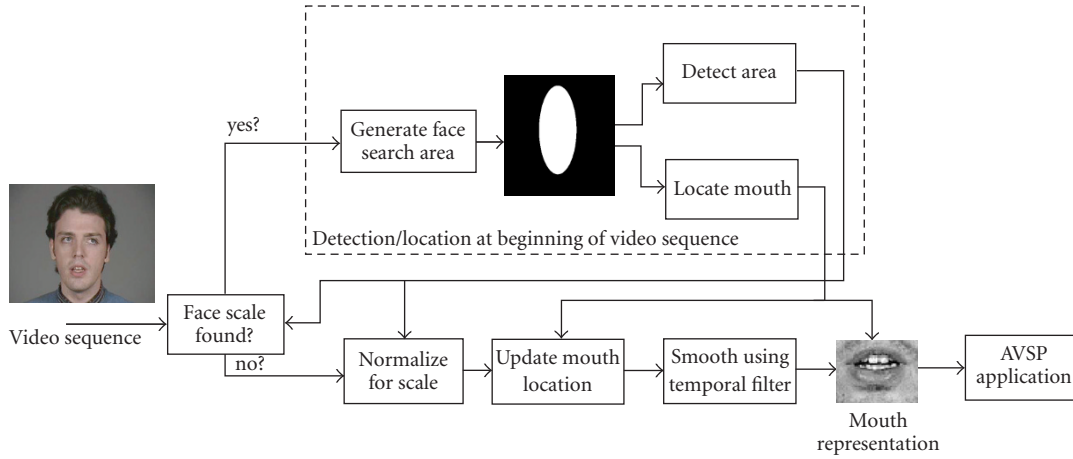 yes?
Generate face
search area
Detect area
Locate mouth
Detection/location at beginning of video sequence
Video sequence
Face scale
found?
no?
Normalize
for scale
Update mouth
location
Smooth using
temporal filter
Mouth
representation
AVSP
application